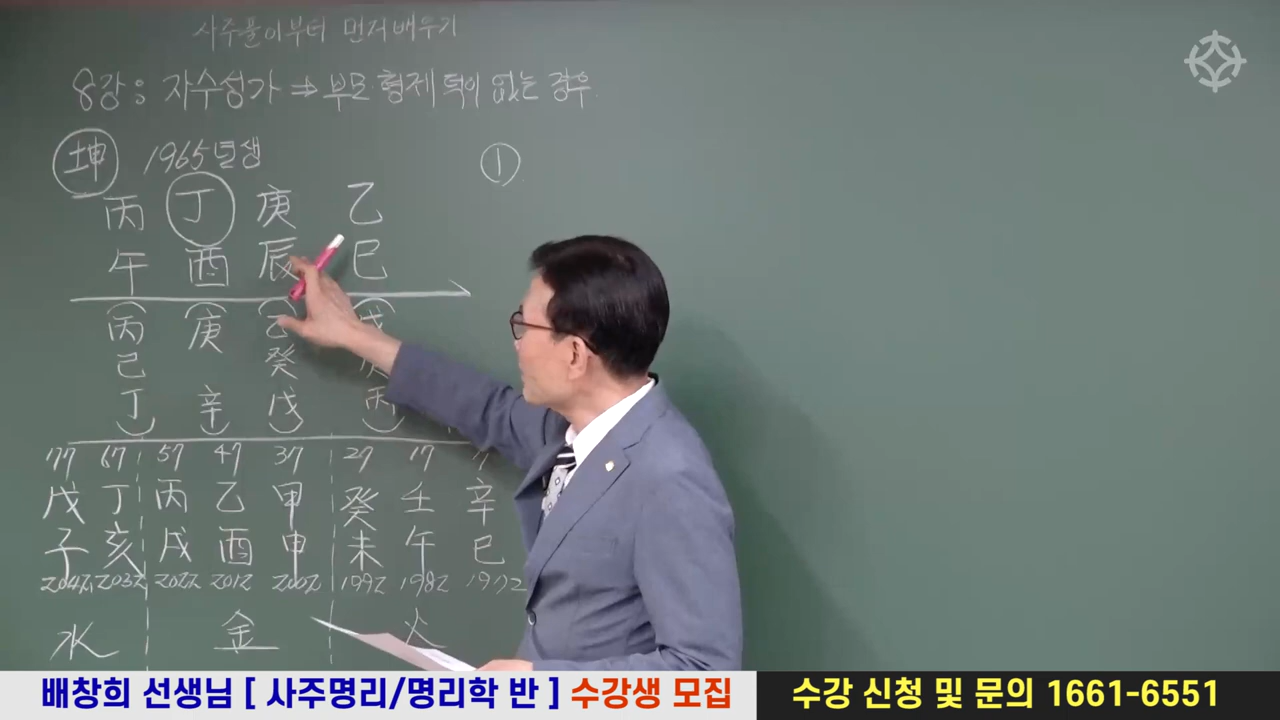 사주풀이부터 먼저배우기
8강: 자수성가 ⇒ 부모·형제 덕이 없는 경우.
坤 1965년생 ①
丙 丁 庚 乙
午 酉 辰 巳
丙 庚 乙 戊
己 癸 庚
丁 辛 戊 丙
77 67 57 47 37 27 17 7
戊 丁 丙 乙 甲 癸 壬 辛
子 亥 戌 酉 申 未 午 巳
2042 2032 2022 2012 2002 1992 1982 1972
水 金 火
배창희 선생님 [ 사주명리/명리학 반 ] 수강생 모집 수강 신청 및 문의 1661-6551